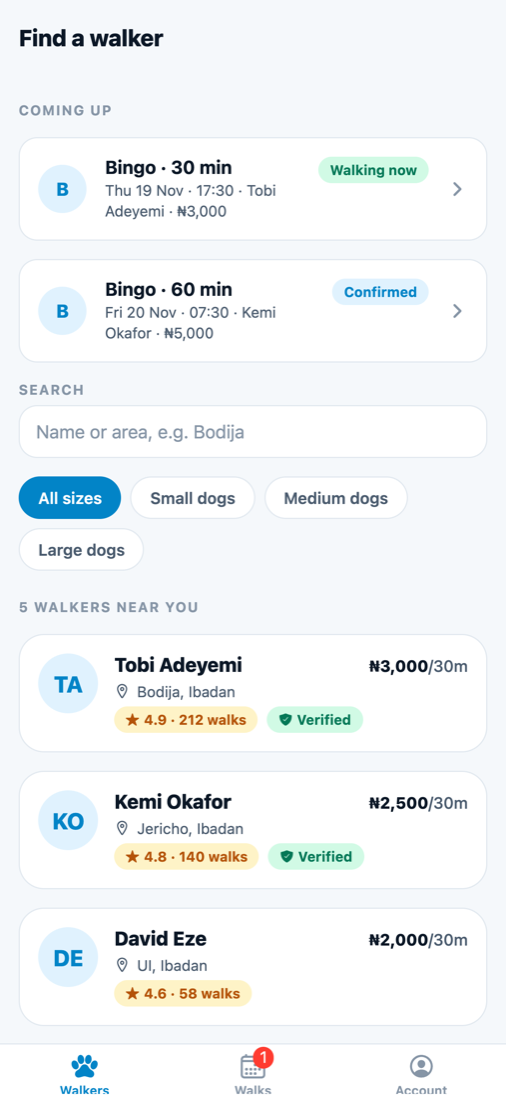 Find a walker
COMING UP
B
Bingo · 30 min
Walking now
Thu 19 Nov · 17:30 · Tobi
Adeyemi · ₦3,000
B
Bingo · 60 min
Confirmed
Fri 20 Nov · 07:30 · Kemi
Okafor · ₦5,000
SEARCH
Name or area, e.g. Bodija
All sizes
Small dogs
Medium dogs
Large dogs
5 WALKERS NEAR YOU
TA
Tobi Adeyemi
₦3,000/30m
Bodija, Ibadan
★ 4.9 · 212 walks
Verified
KO
Kemi Okafor
₦2,500/30m
Jericho, Ibadan
★ 4.8 · 140 walks
Verified
DE
David Eze
₦2,000/30m
UI, Ibadan
★ 4.6 · 58 walks
1
Walkers
Walks
Account